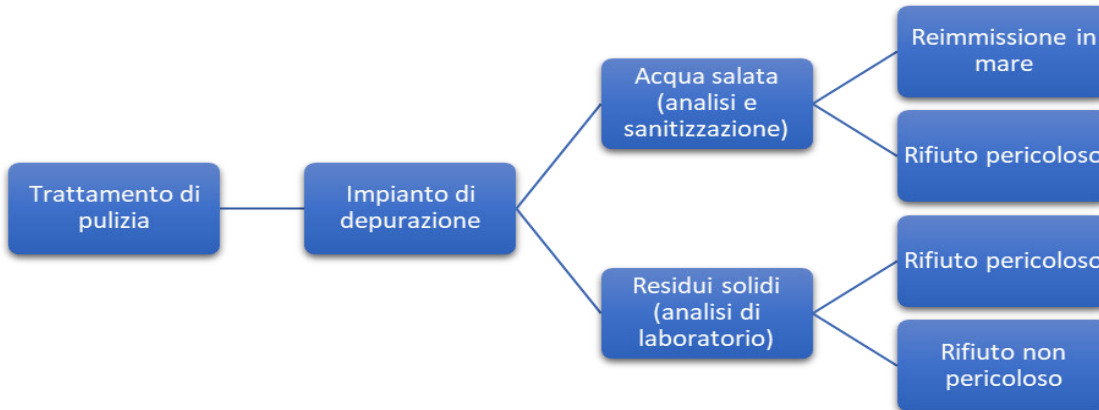 Trattamento di
pulizia
Impianto di
depurazione
Acqua salata
(analisi e
sanitizzazione)
Reimmissione in
mare
Rifiuto pericoloso
Residui solidi
(analisi di
laboratorio)
Rifiuto pericoloso
Rifiuto non
pericoloso